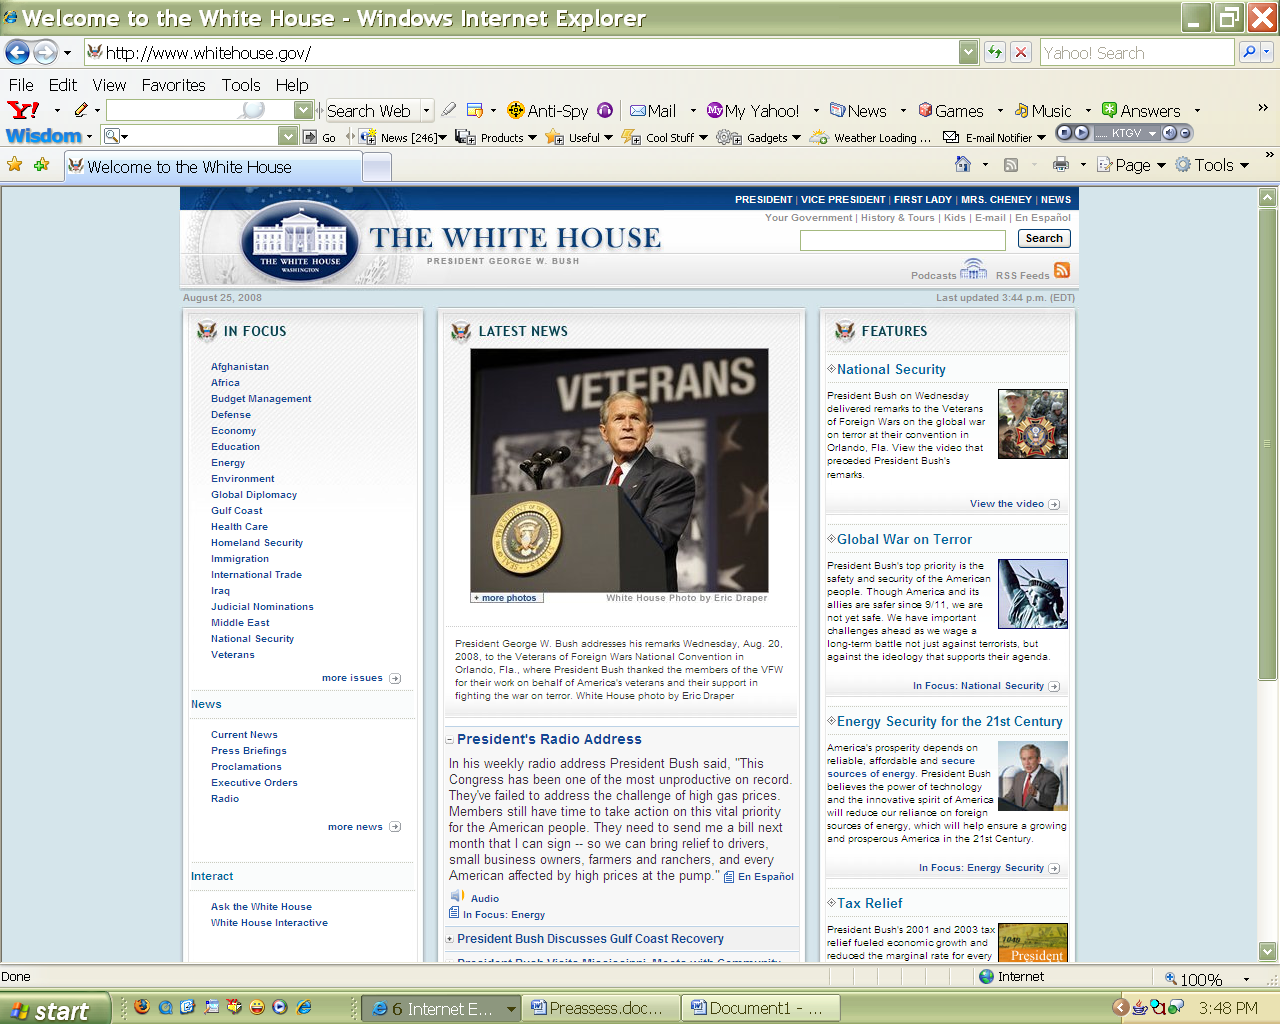 Welcome to the White House - Windows Internet Explorer
http://www.whitehouse.gov/
Yahoo! Search
File Edit View Favorites Tools Help
Y! Search Web Anti-Spy Mail My Yahoo! News Games Music Answers »
Wisdom Go News [246] Products Useful Cool Stuff Gadgets Weather Loading ... E-mail Notifier ..... KTGV
Welcome to the White House
Page Tools »
PRESIDENT | VICE PRESIDENT | FIRST LADY | MRS. CHENEY | NEWS
Your Government | History & Tours | Kids | E-mail | En Español
THE WHITE HOUSE
WASHINGTON
THE WHITE HOUSE
PRESIDENT GEORGE W. BUSH
Search
Podcasts RSS Feeds
August 25, 2008
Last updated 3:44 p.m. (EDT)
IN FOCUS
Afghanistan
Africa
Budget Management
Defense
Economy
Education
Energy
Environment
Global Diplomacy
Gulf Coast
Health Care
Homeland Security
Immigration
International Trade
Iraq
Judicial Nominations
Middle East
National Security
Veterans
more issues
News
Current News
Press Briefings
Proclamations
Executive Orders
Radio
more news
Interact
Ask the White House
White House Interactive
LATEST NEWS
VETERANS
SEAL OF THE PRESIDENT OF THE UNITED STATES
+ more photos
White House Photo by Eric Draper
President George W. Bush addresses his remarks Wednesday, Aug. 20,
2008, to the Veterans of Foreign Wars National Convention in
Orlando, Fla., where President Bush thanked the members of the VFW
for their work on behalf of America's veterans and their support in
fighting the war on terror. White House photo by Eric Draper
President's Radio Address
In his weekly radio address President Bush said, "This
Congress has been one of the most unproductive on record.
They've failed to address the challenge of high gas prices.
Members still have time to take action on this vital priority
for the American people. They need to send me a bill next
month that I can sign -- so we can bring relief to drivers,
small business owners, farmers and ranchers, and every
American affected by high prices at the pump." En Español
Audio
In Focus: Energy
President Bush Discusses Gulf Coast Recovery
President Bush Visits Mississippi, Meets with Community
FEATURES
National Security
President Bush on Wednesday
delivered remarks to the Veterans
of Foreign Wars on the global war
on terror at their convention in
Orlando, Fla. View the video that
preceded President Bush's
remarks.
View the video
Global War on Terror
President Bush's top priority is the
safety and security of the American
people. Though America and its
allies are safer since 9/11, we are
not yet safe. We have important
challenges ahead as we wage a
long-term battle not just against terrorists, but
against the ideology that supports their agenda.
In Focus: National Security
Energy Security for the 21st Century
America's prosperity depends on
reliable, affordable and secure
sources of energy. President Bush
believes the power of technology
and the innovative spirit of America
will reduce our reliance on foreign
sources of energy, which will help ensure a growing
and prosperous America in the 21st Century.
In Focus: Energy Security
Tax Relief
President Bush's 2001 and 2003 tax
relief fueled economic growth and
reduced the marginal rate for every
1040
President
Done
Internet
100%
start
6 Internet E...
Preassess.doc...
Document1 - ...
3:48 PM